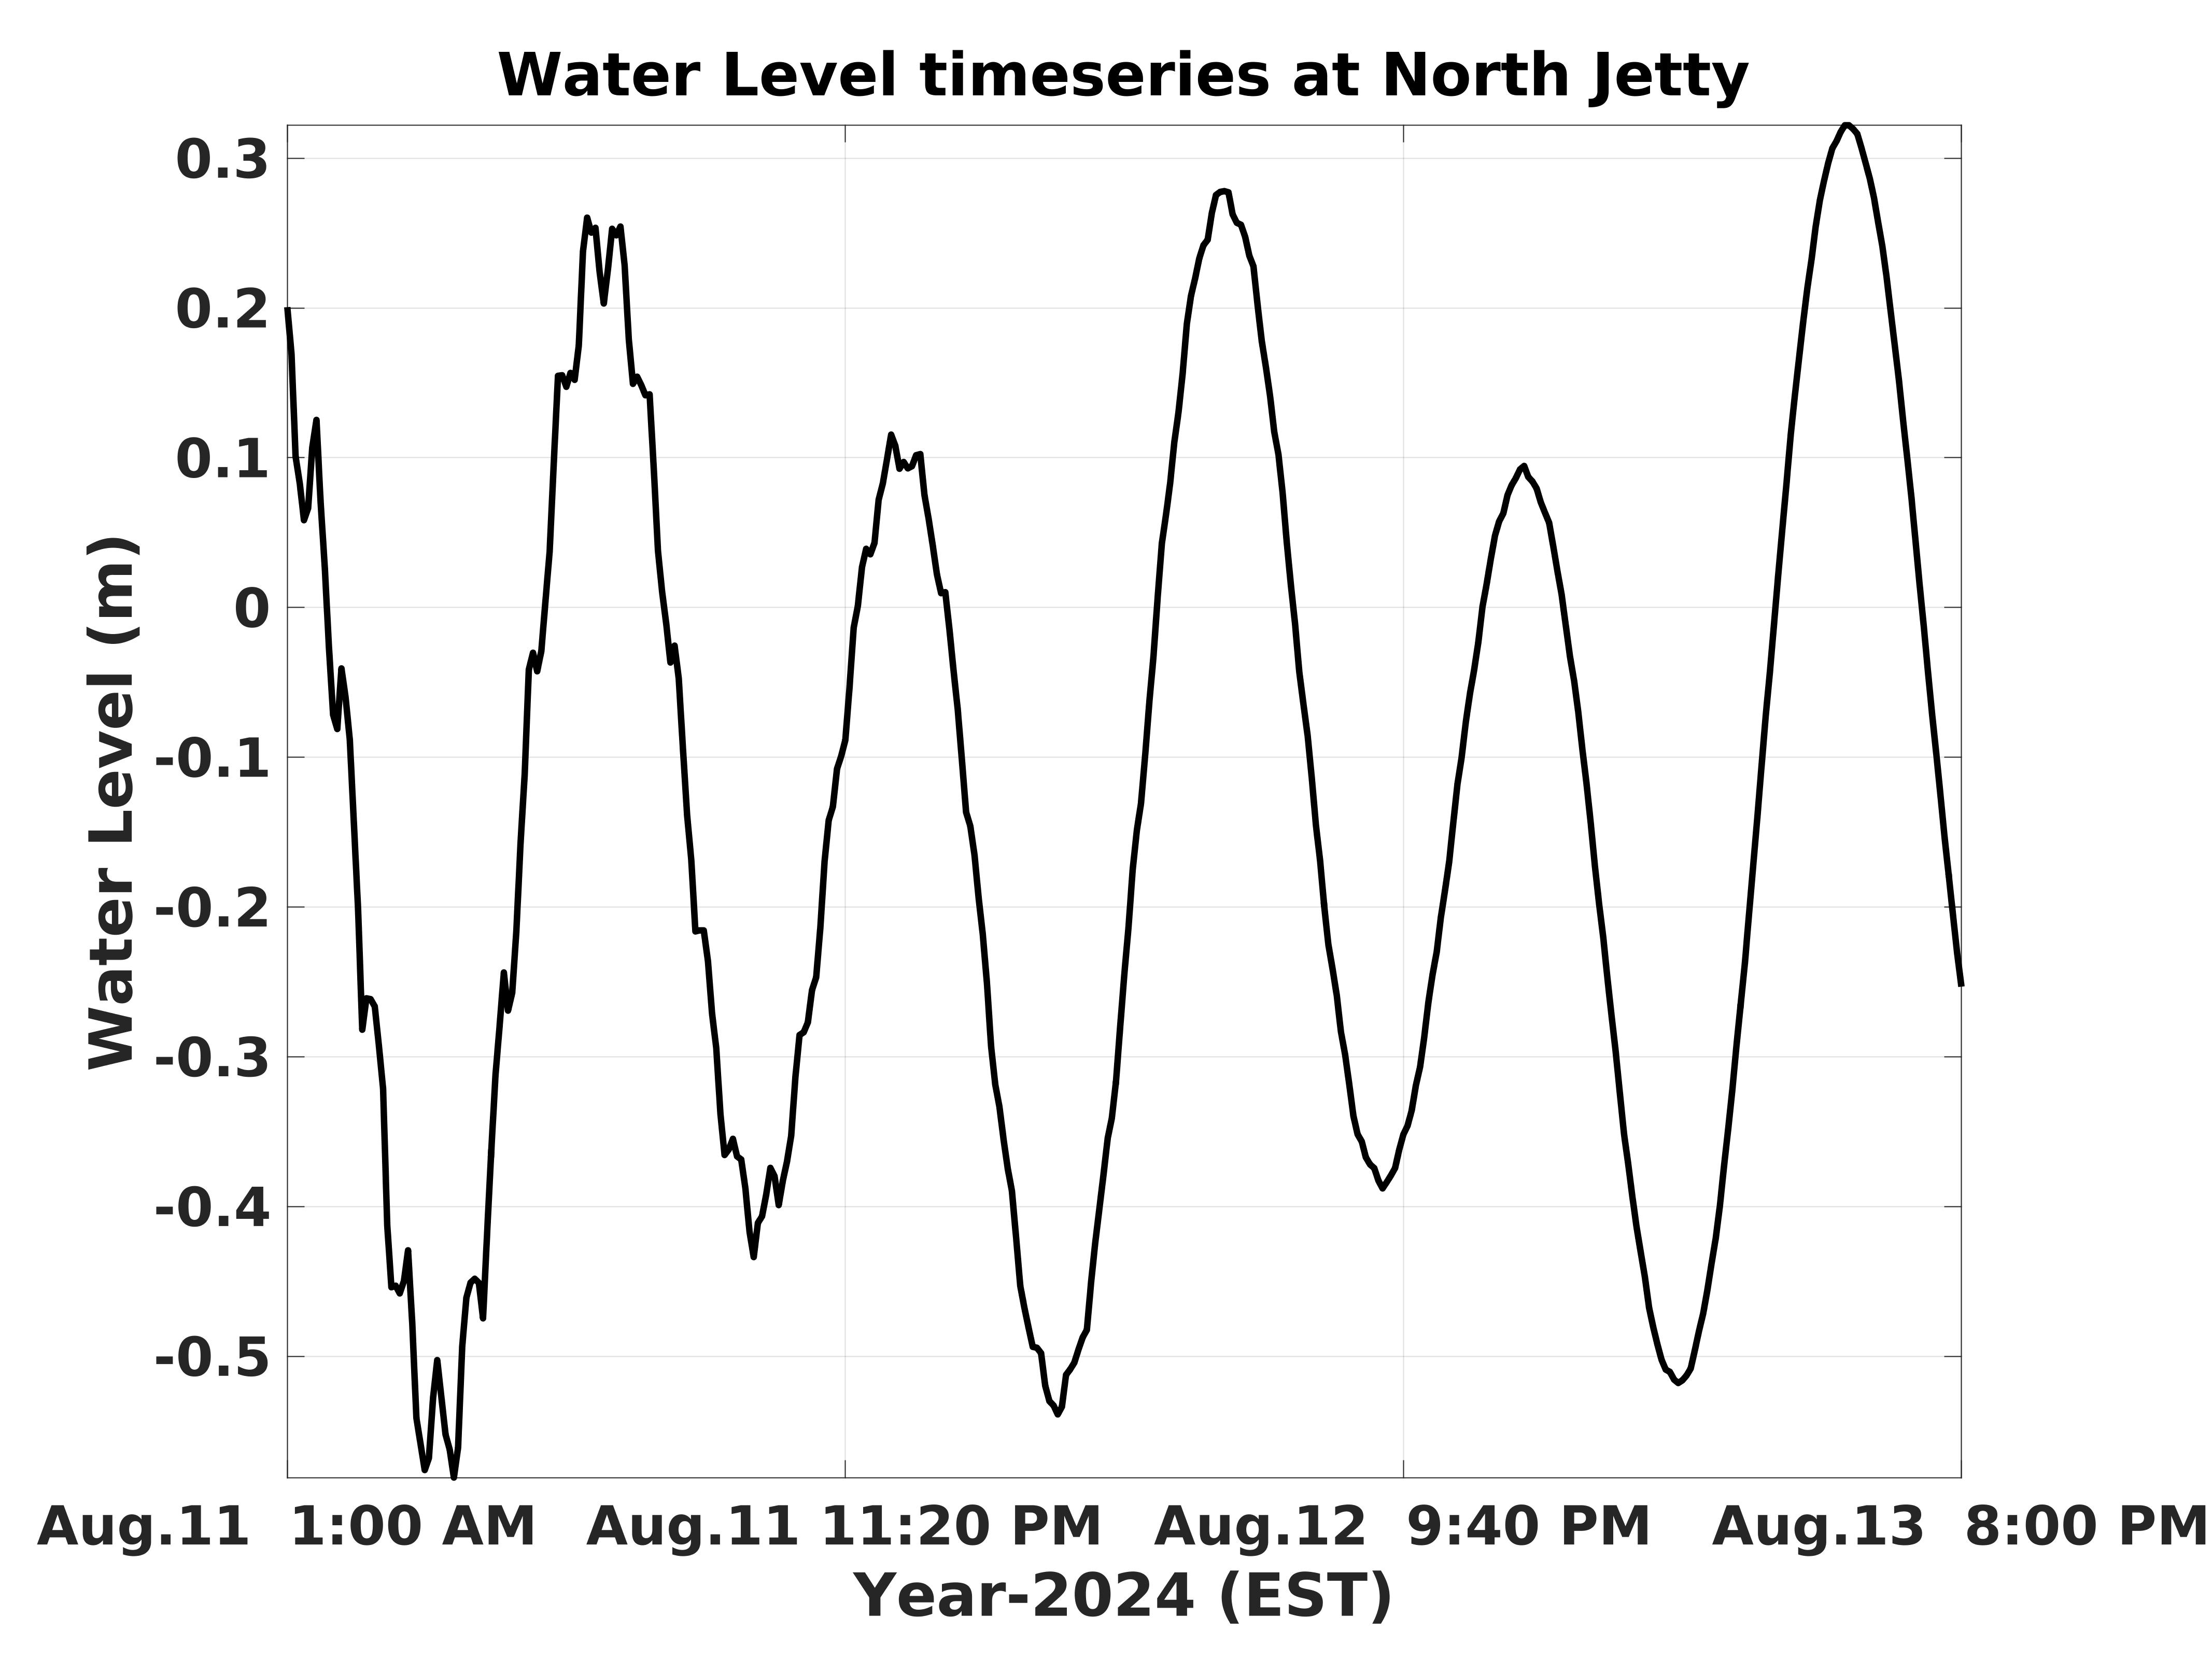 Water Level timeseries at North Jetty
0.3
0.2
0.1
0
-0.1
-0.2
-0.3
-0.4
-0.5
Water Level (m)
Aug.11 1:00 AM Aug.11 11:20 PM Aug.12 9:40 PM Aug.13 8:00 PM
Year-2024 (EST)